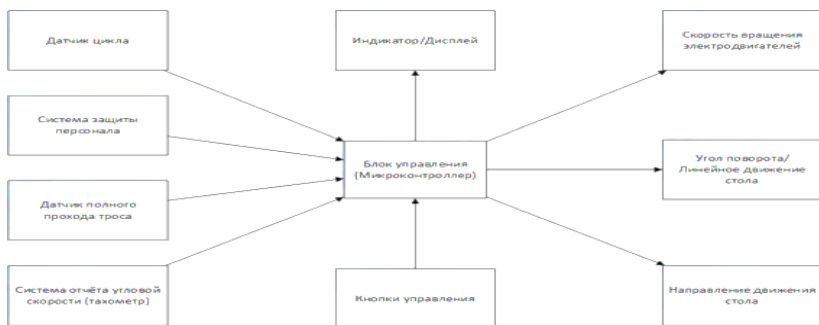 Датчик цикла
Индикатор/Дисплей
Скорость вращения
электродвигателей
Система защиты
персонала
Блок управления
(Микроконтроллер)
Угол поворота/
Линейное движение
стола
Датчик полного
прохода троса
Система отчёта угловой
скорости (тахометр)
Кнопки управления
Направление движения
стола